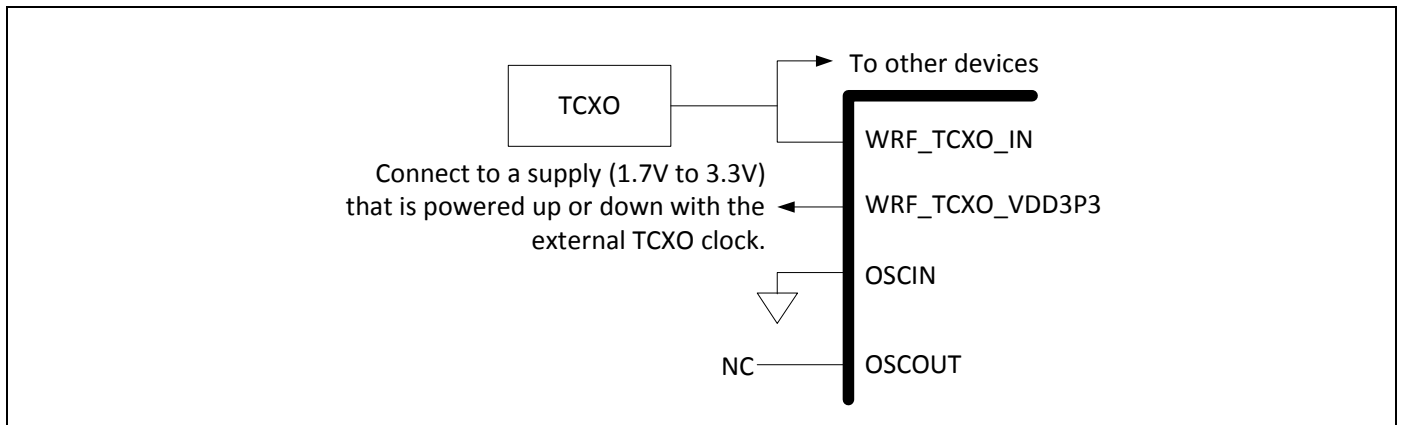 To other devices
TCXO
WRF_TCXO_IN
Connect to a supply (1.7V to 3.3V)
that is powered up or down with the
external TCXO clock.
WRF_TCXO_VDD3P3
OSCIN
NC
OSCOUT